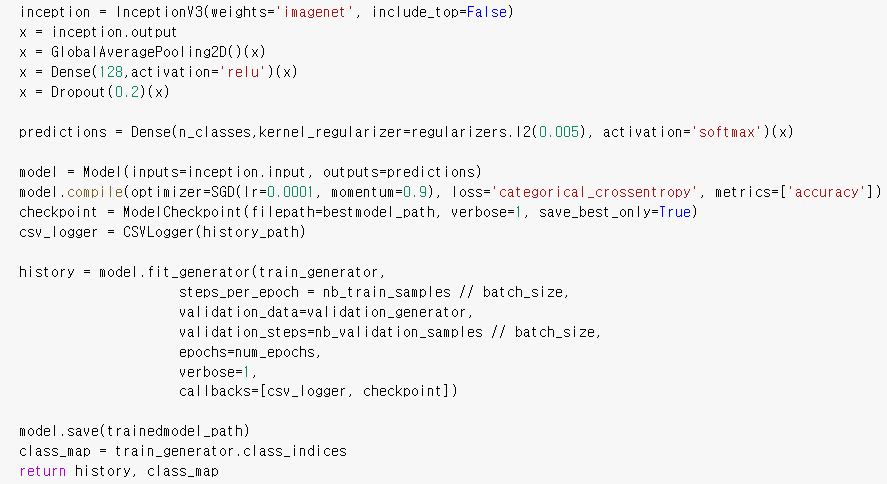 inception = InceptionV3(weights='imagenet', include_top=False)
x = inception.output
x = GlobalAveragePooling2D()(x)
x = Dense(128,activation='relu')(x)
x = Dropout(0.2)(x)

predictions = Dense(n_classes,kernel_regularizer=regularizers.l2(0.005), activation='softmax')(x)

model = Model(inputs=inception.input, outputs=predictions)
model.compile(optimizer=SGD(lr=0.0001, momentum=0.9), loss='categorical_crossentropy', metrics=['accuracy'])
checkpoint = ModelCheckpoint(filepath=bestmodel_path, verbose=1, save_best_only=True)
csv_logger = CSVLogger(history_path)

history = model.fit_generator(train_generator,
                    steps_per_epoch = nb_train_samples // batch_size,
                    validation_data=validation_generator,
                    validation_steps=nb_validation_samples // batch_size,
                    epochs=num_epochs,
                    verbose=1,
                    callbacks=[csv_logger, checkpoint])

model.save(trainedmodel_path)
class_map = train_generator.class_indices
return history, class_map